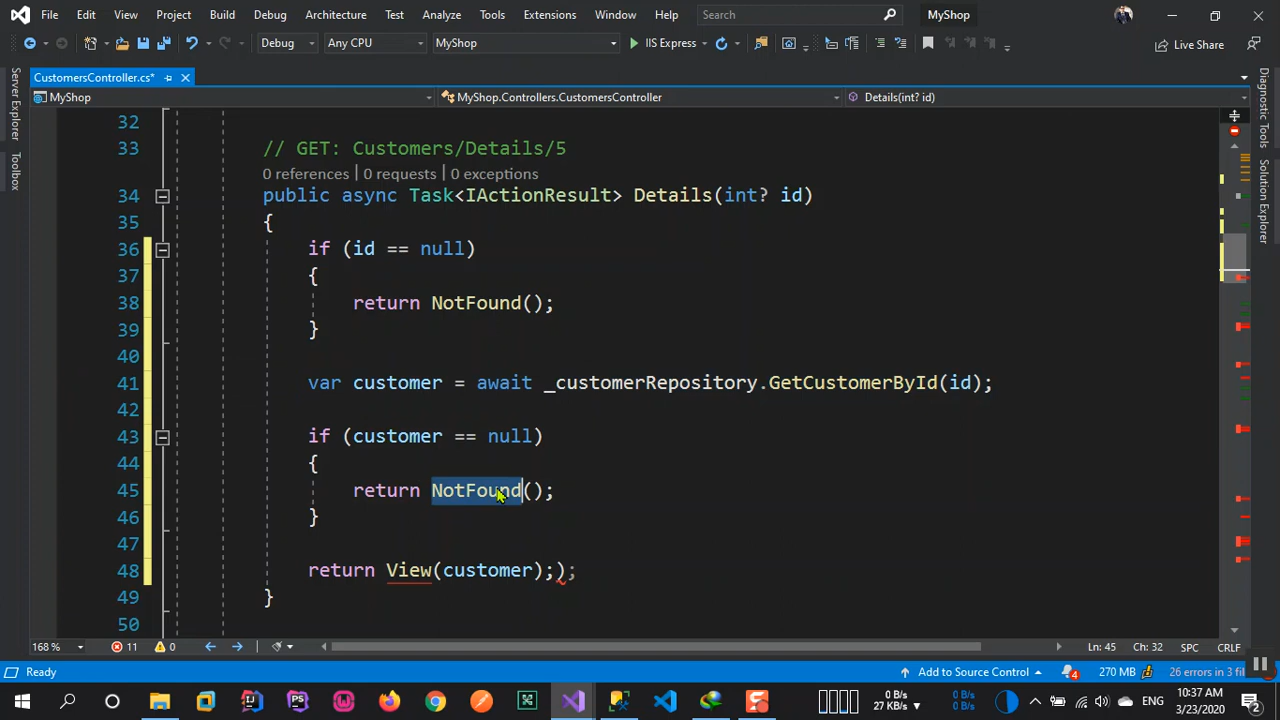 File Edit View Project Build Debug Architecture Test Analyze Tools Extensions Window Help Search MyShop
Debug Any CPU MyShop IIS Express Live Share
CustomersController.cs*
MyShop MyShop.Controllers.CustomersController Details(int? id)
Server Explorer
Toolbox
Diagnostic Tools
Solution Explorer
32
33 // GET: Customers/Details/5
0 references | 0 requests | 0 exceptions
34 public async Task<IActionResult> Details(int? id)
35 {
36 if (id == null)
37 {
38 return NotFound();
39 }
40
41 var customer = await _customerRepository.GetCustomerById(id);
42
43 if (customer == null)
44 {
45 return NotFound();
46 }
47
48 return View(customer););
49 }
50
168 % 11 0 Ln: 45 Ch: 32 SPC CRLF
Ready Add to Source Control 4 270 MB 26 errors in 3 fil
0 B/s 0 B/s ENG 10:37 AM
27 KB/s 0 B/s 3/23/2020 2